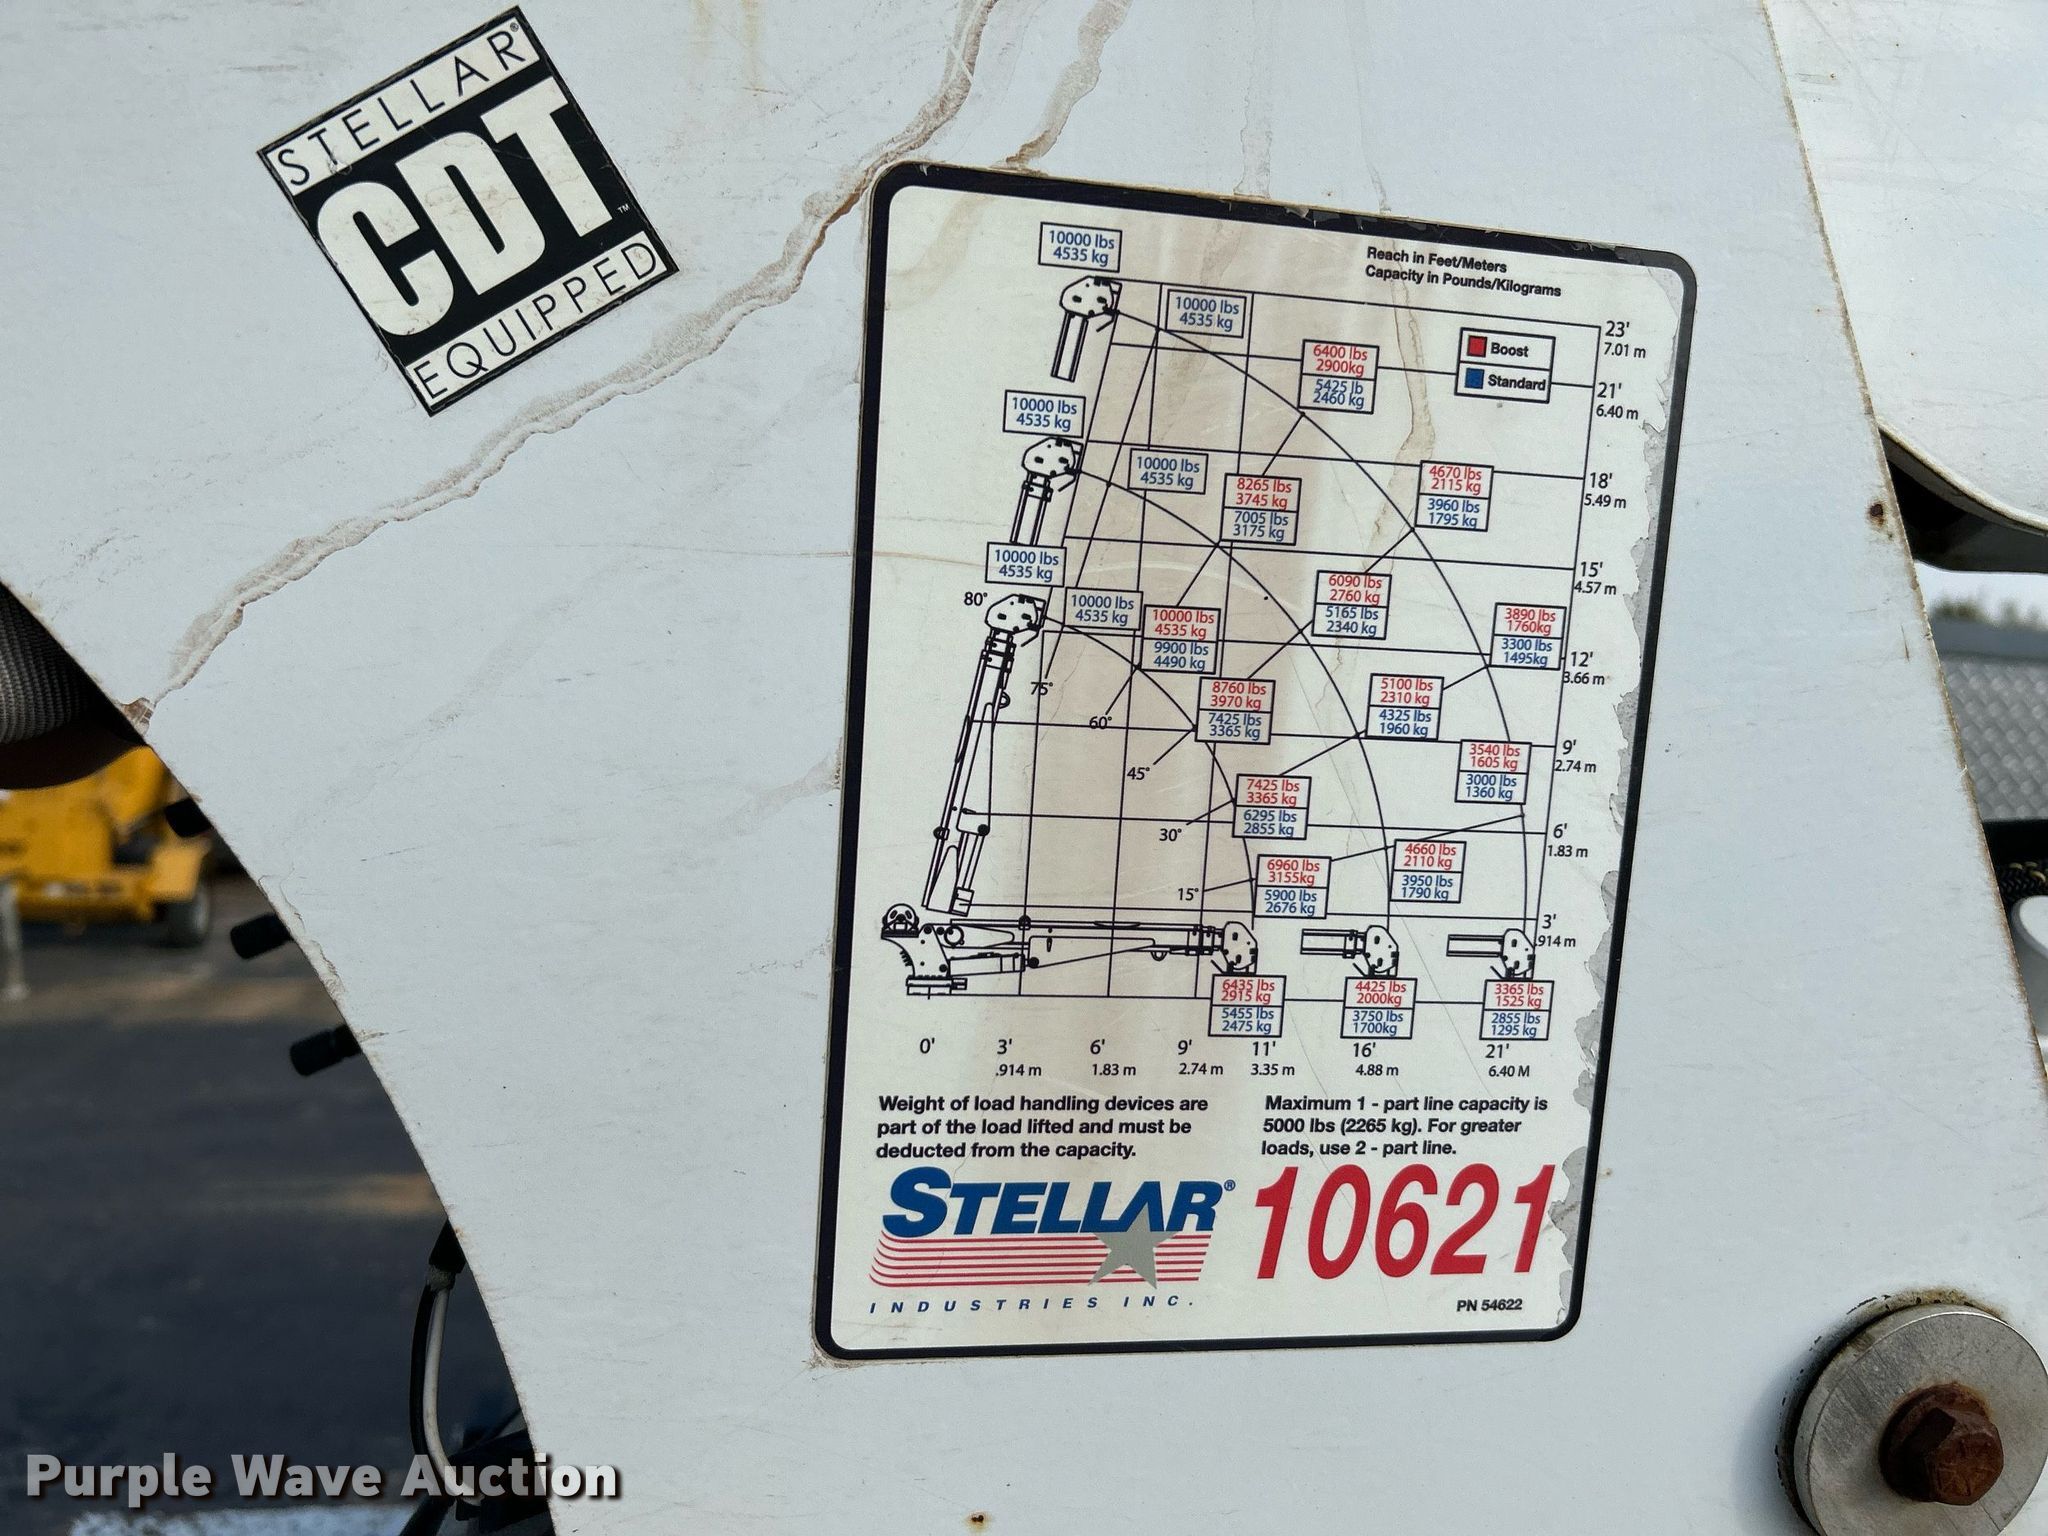 STELLAR®
CDT™
EQUIPPED
Reach in Feet/Meters
Capacity in Pounds/Kilograms
Boost
Standard
10000 lbs
4535 kg
10000 lbs
4535 kg
23'
7.01 m
6400 lbs
2900kg
5425 lb
2460 kg
21'
6.40 m
10000 lbs
4535 kg
10000 lbs
4535 kg
8265 lbs
3745 kg
7005 lbs
3175 kg
4670 lbs
2115 kg
3960 lbs
1795 kg
18'
5.49 m
10000 lbs
4535 kg
15'
4.57 m
80°
10000 lbs
4535 kg
10000 lbs
4535 kg
9900 lbs
4490 kg
6090 lbs
2760 kg
5165 lbs
2340 kg
3890 lbs
1760kg
3300 lbs
1495kg
12'
3.66 m
75°
60°
8760 lbs
3970 kg
7425 lbs
3365 kg
5100 lbs
2310 kg
4325 lbs
1960 kg
3540 lbs
1605 kg
3000 lbs
1360 kg
9'
2.74 m
45°
30°
7425 lbs
3365 kg
6295 lbs
2855 kg
6'
1.83 m
15°
6960 lbs
3155kg
5900 lbs
2676 kg
4660 lbs
2110 kg
3950 lbs
1790 kg
3'
.914 m
6435 lbs
2915 kg
5455 lbs
2475 kg
4425 lbs
2000kg
3750 lbs
1700kg
3365 lbs
1525 kg
2855 lbs
1295 kg
0' 3' 6' 9' 11' 16' 21'
.914 m 1.83 m 2.74 m 3.35 m 4.88 m 6.40 M
Weight of load handling devices are
part of the load lifted and must be
deducted from the capacity.
Maximum 1 - part line capacity is
5000 lbs (2265 kg). For greater
loads, use 2 - part line.
STELLAR® 10621
INDUSTRIES INC.
PN 54622
Purple Wave Auction